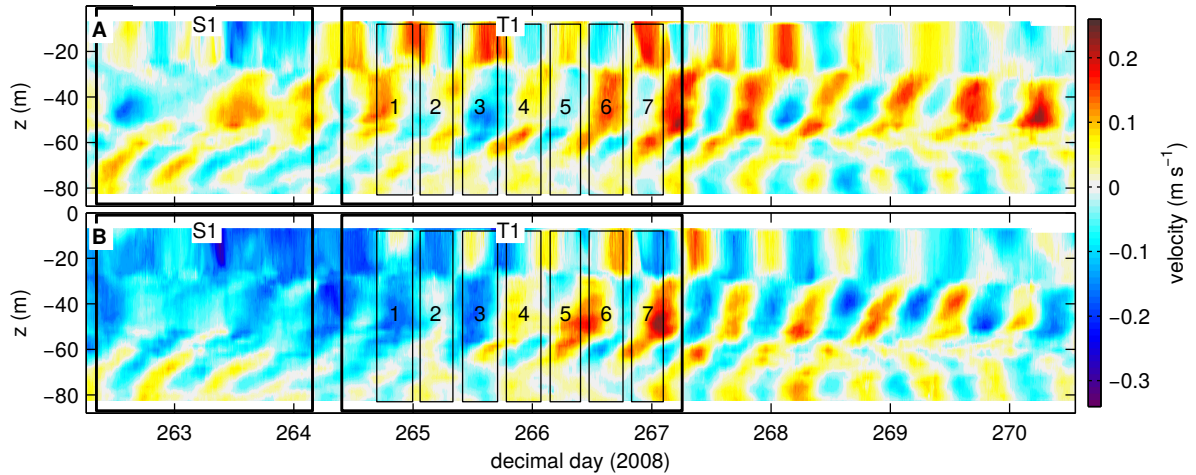 A
S1
T1
1 2 3 4 5 6 7
−20
−40
−60
−80
z (m)
B
S1
T1
1 2 3 4 5 6 7
0
−20
−40
−60
−80
z (m)
263 264 265 266 267 268 269 270
decimal day (2008)
0.2
0.1
0
−0.1
−0.2
−0.3
velocity (m s⁻¹)